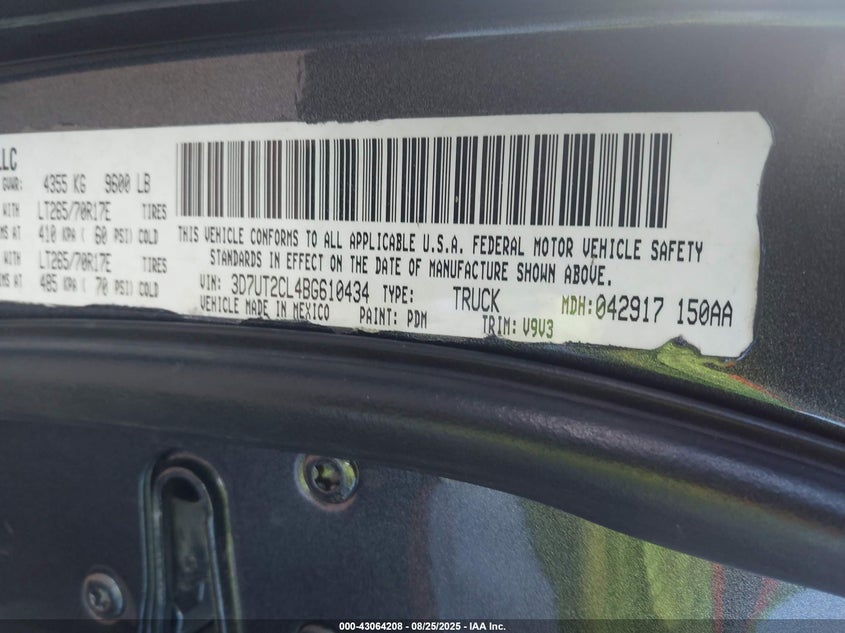 LLC
GVWR: 4355 KG 9600 LB
WITH LT265/70R17E TIRES
MS AT 410 KPA ( 60 PSI) COLD
WITH LT265/70R17E TIRES
MS AT 485 KPA ( 70 PSI) COLD
THIS VEHICLE CONFORMS TO ALL APPLICABLE U.S.A. FEDERAL MOTOR VEHICLE SAFETY
STANDARDS IN EFFECT ON THE DATE OF MANUFACTURE SHOWN ABOVE.
VIN: 3D7UT2CL4BG610434 TYPE: TRUCK MDH:042917 150AA
VEHICLE MADE IN MEXICO PAINT: PDM TRIM: V9V3
000-43064208 - 08/25/2025 - IAA Inc.